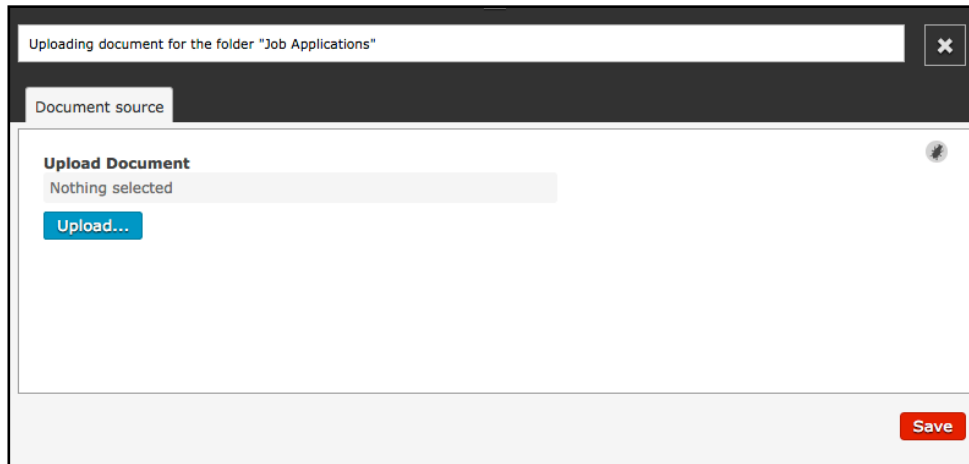 Uploading document for the folder "Job Applications"
Document source
Upload Document
Nothing selected
Upload...
Save